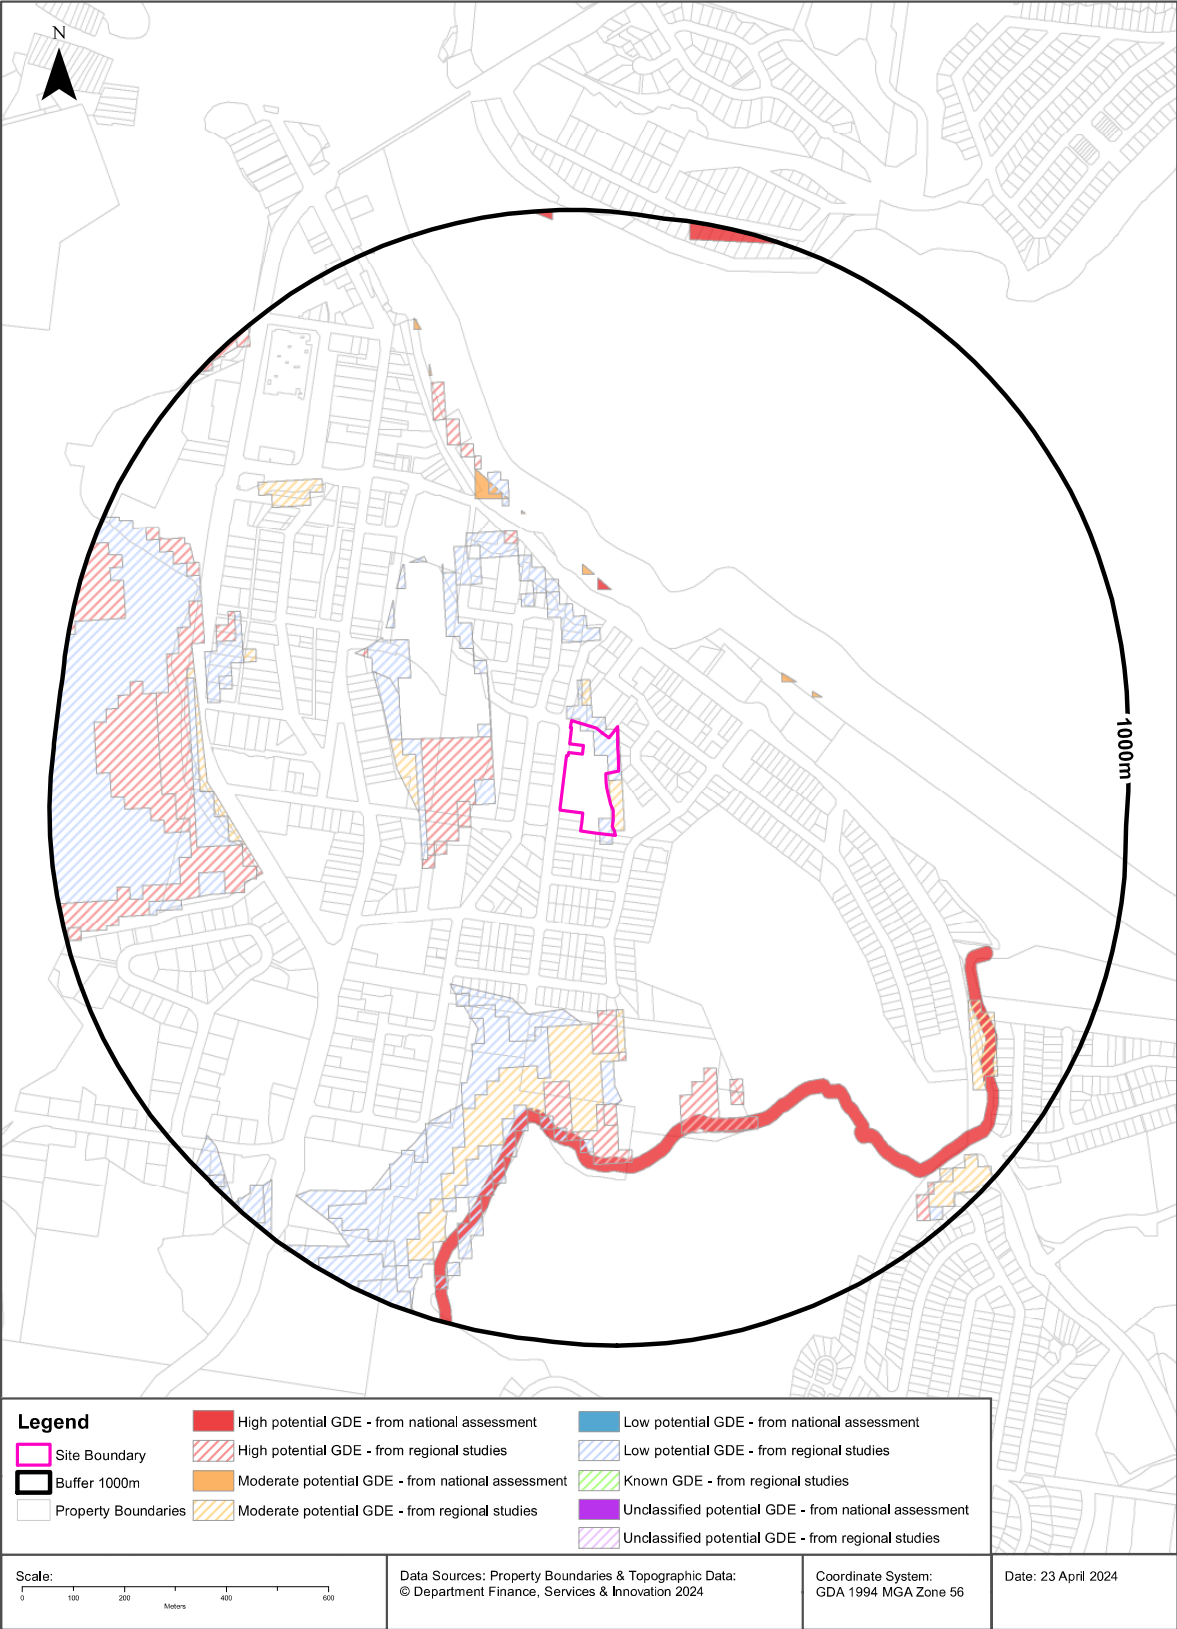 N
1000m
Legend
Site Boundary
Buffer 1000m
Property Boundaries
High potential GDE - from national assessment
High potential GDE - from regional studies
Moderate potential GDE - from national assessment
Moderate potential GDE - from regional studies
Low potential GDE - from national assessment
Low potential GDE - from regional studies
Known GDE - from regional studies
Unclassified potential GDE - from national assessment
Unclassified potential GDE - from regional studies
Scale:
0 100 200 400 600
Meters
Data Sources: Property Boundaries & Topographic Data:
© Department Finance, Services & Innovation 2024
Coordinate System:
GDA 1994 MGA Zone 56
Date: 23 April 2024